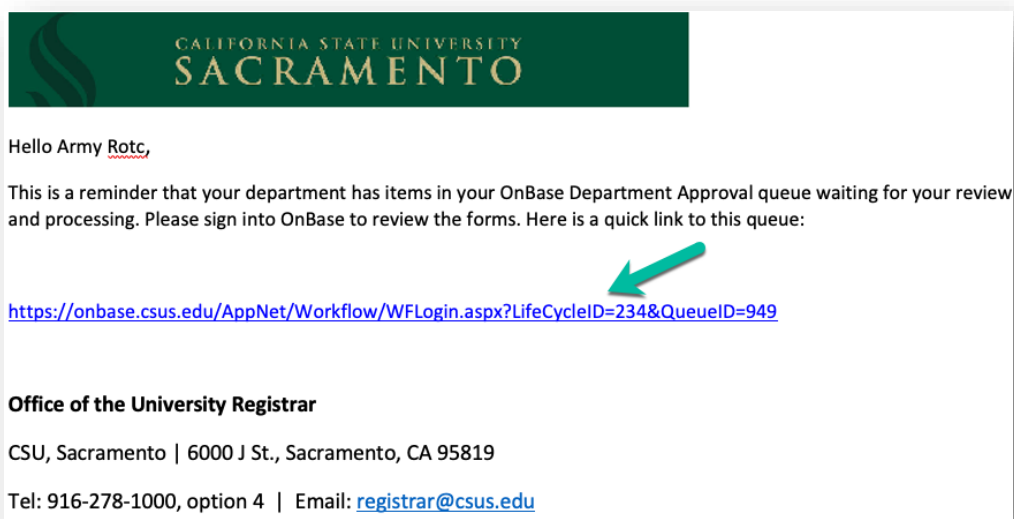 CALIFORNIA STATE UNIVERSITY
SACRAMENTO
Hello Army Rotc,
This is a reminder that your department has items in your OnBase Department Approval queue waiting for your review
and processing. Please sign into OnBase to review the forms. Here is a quick link to this queue:
https://onbase.csus.edu/AppNet/Workflow/WFLogin.aspx?LifeCycleID=234&QueueID=949
Office of the University Registrar
CSU, Sacramento | 6000 J St., Sacramento, CA 95819
Tel: 916-278-1000, option 4 | Email: registrar@csus.edu